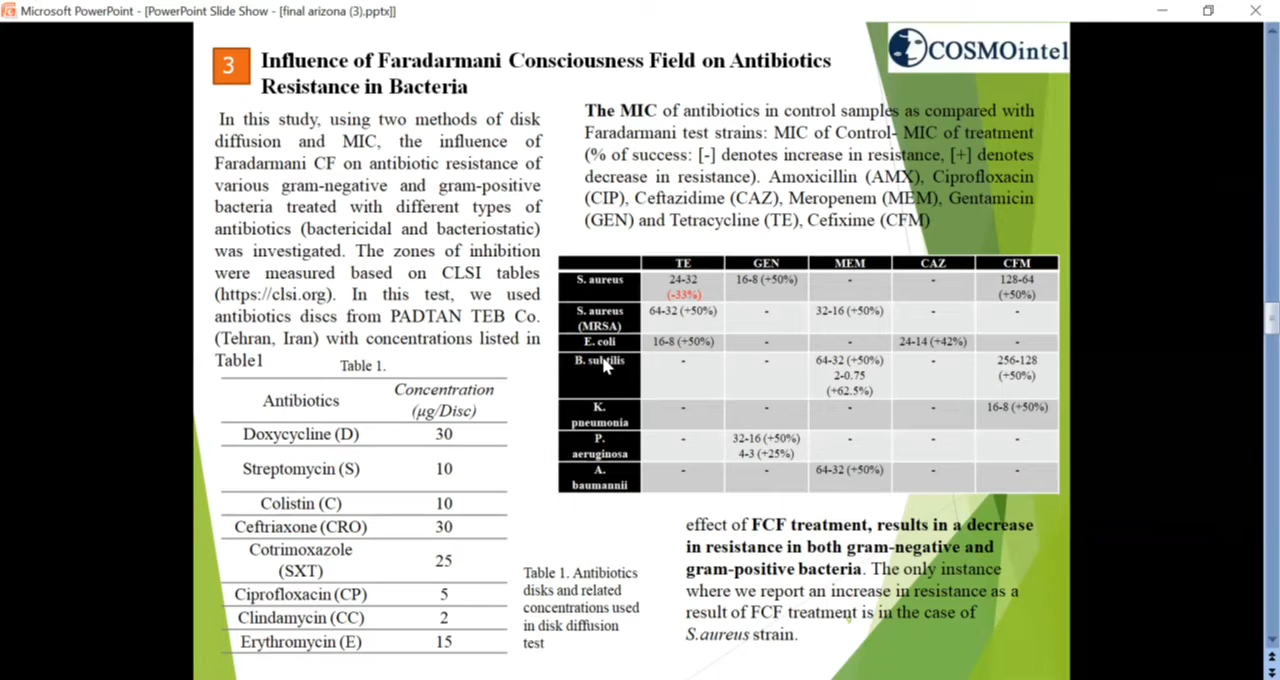 Microsoft PowerPoint - [PowerPoint Slide Show - [final arizona (3).pptx]]
COSMOintel
3
Influence of Faradarmani Consciousness Field on Antibiotics
Resistance in Bacteria
In this study, using two methods of disk
diffusion and MIC, the influence of
Faradarmani CF on antibiotic resistance of
various gram-negative and gram-positive
bacteria treated with different types of
antibiotics (bactericidal and bacteriostatic)
was investigated. The zones of inhibition
were measured based on CLSI tables
(https://clsi.org). In this test, we used
antibiotics discs from PADTAN TEB Co.
(Tehran, Iran) with concentrations listed in
Table1
Table 1.
Antibiotics Concentration
(µg/Disc)
Doxycycline (D) 30
Streptomycin (S) 10
Colistin (C) 10
Ceftriaxone (CRO) 30
Cotrimoxazole
(SXT) 25
Ciprofloxacin (CP) 5
Clindamycin (CC) 2
Erythromycin (E) 15
Table 1. Antibiotics
disks and related
concentrations used
in disk diffusion
test
The MIC of antibiotics in control samples as compared with
Faradarmani test strains: MIC of Control- MIC of treatment
(% of success: [-] denotes increase in resistance, [+] denotes
decrease in resistance). Amoxicillin (AMX), Ciprofloxacin
(CIP), Ceftazidime (CAZ), Meropenem (MEM), Gentamicin
(GEN) and Tetracycline (TE), Cefixime (CFM)
TE GEN MEM CAZ CFM
S. aureus 24-32 16-8 (+50%) - - 128-64
(-33%) (+50%)
S. aureus 64-32 (+50%) - 32-16 (+50%) - -
(MRSA)
E. coli 16-8 (+50%) - - 24-14 (+42%) -
B. subtilis - - 64-32 (+50%) - 256-128
2-0.75 (+50%)
(+62.5%)
K. - - - - 16-8 (+50%)
pneumonia
P. - 32-16 (+50%) - - -
aeruginosa 4-3 (+25%)
A. - - 64-32 (+50%) - -
baumannii
effect of FCF treatment, results in a decrease
in resistance in both gram-negative and
gram-positive bacteria. The only instance
where we report an increase in resistance as a
result of FCF treatment is in the case of
S.aureus strain.